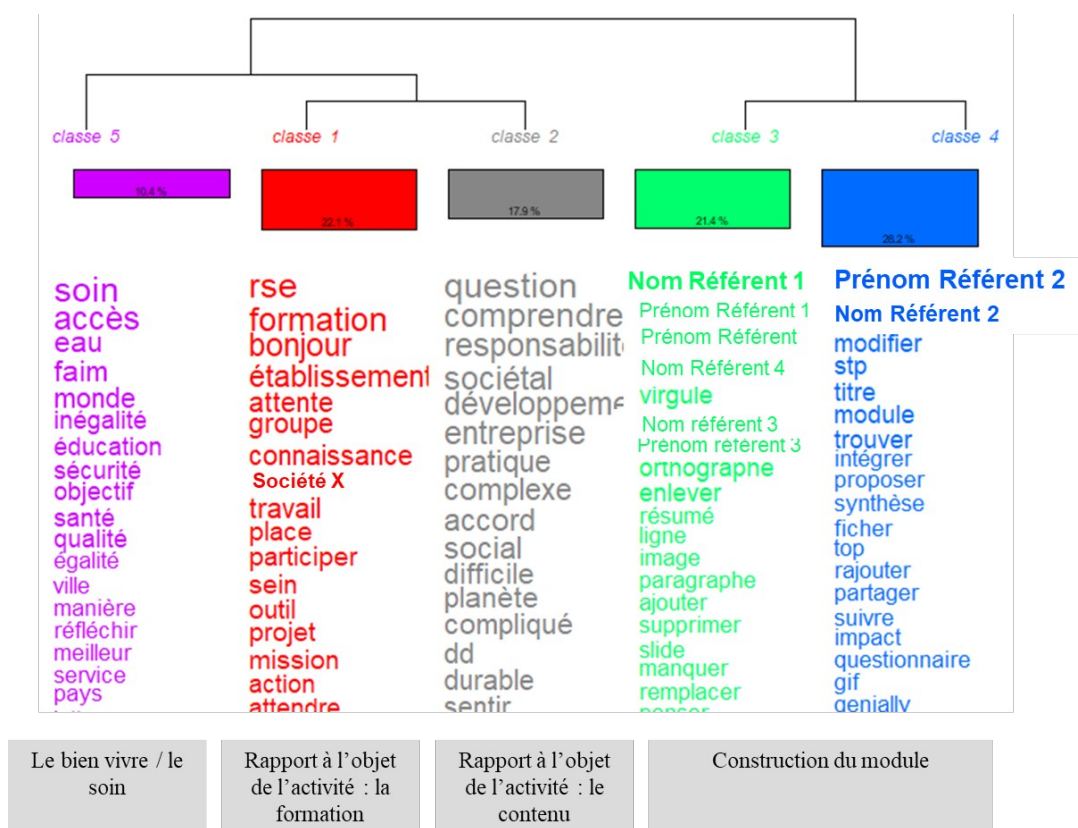 classe 5
classe 1
classe 2
classe 3
classe 4
10.4 %
22.1 %
17.9 %
21.4 %
28.2 %
soin
accès
eau
faim
monde
inégalité
éducation
sécurité
objectif
santé
qualité
égalité
ville
manière
réfléchir
meilleur
service
pays
rse
formation
bonjour
établissement
attente
groupe
connaissance
Société X
travail
place
participer
sein
outil
projet
mission
action
attendre
question
comprendre
responsabilit
sociétal
développeme
entreprise
pratique
complexe
accord
social
difficile
planète
compliqué
dd
durable
sentir
Nom Référent 1
Prénom Référent 1
Prénom Référent
Nom Référent 4
virgule
Nom référent 3
Prénom référent 3
orthographe
enlever
résumé
ligne
image
paragraphe
ajouter
supprimer
slide
manquer
remplacer
penser
Prénom Référent 2
Nom Référent 2
modifier
stp
titre
module
trouver
intégrer
proposer
synthèse
ficher
top
rajouter
partager
suivre
impact
questionnaire
gif
genially
Le bien vivre / le
soin
Rapport à l'objet
de l'activité : la
formation
Rapport à l'objet
de l'activité : le
contenu
Construction du module